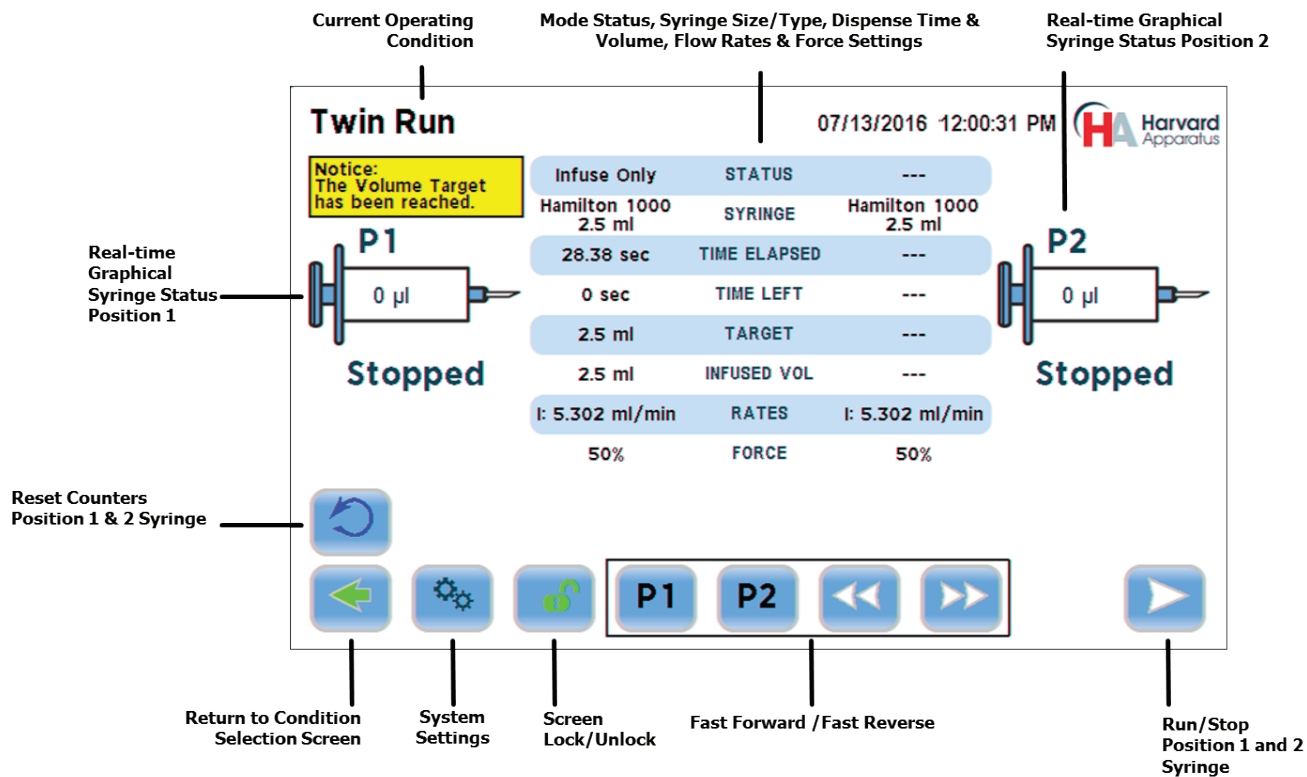 Current Operating
Condition
Mode Status, Syringe Size/Type, Dispense Time &
Volume, Flow Rates & Force Settings
Real-time Graphical
Syringe Status Position 2
Twin Run
07/13/2016 12:00:31 PM
HA Harvard
Apparatus
Notice:
The Volume Target
has been reached.
Infuse Only STATUS ---
Hamilton 1000
2.5 ml
SYRINGE
Hamilton 1000
2.5 ml
28.38 sec TIME ELAPSED ---
0 sec TIME LEFT ---
2.5 ml TARGET ---
2.5 ml INFUSED VOL ---
I: 5.302 ml/min RATES I: 5.302 ml/min
50% FORCE 50%
Real-time
Graphical
Syringe Status
Position 1
P1
0 µl
Stopped
P2
0 µl
Stopped
Reset Counters
Position 1 & 2 Syringe
P1
P2
Return to Condition
Selection Screen
System
Settings
Screen
Lock/Unlock
Fast Forward /Fast Reverse
Run/Stop
Position 1 and 2
Syringe